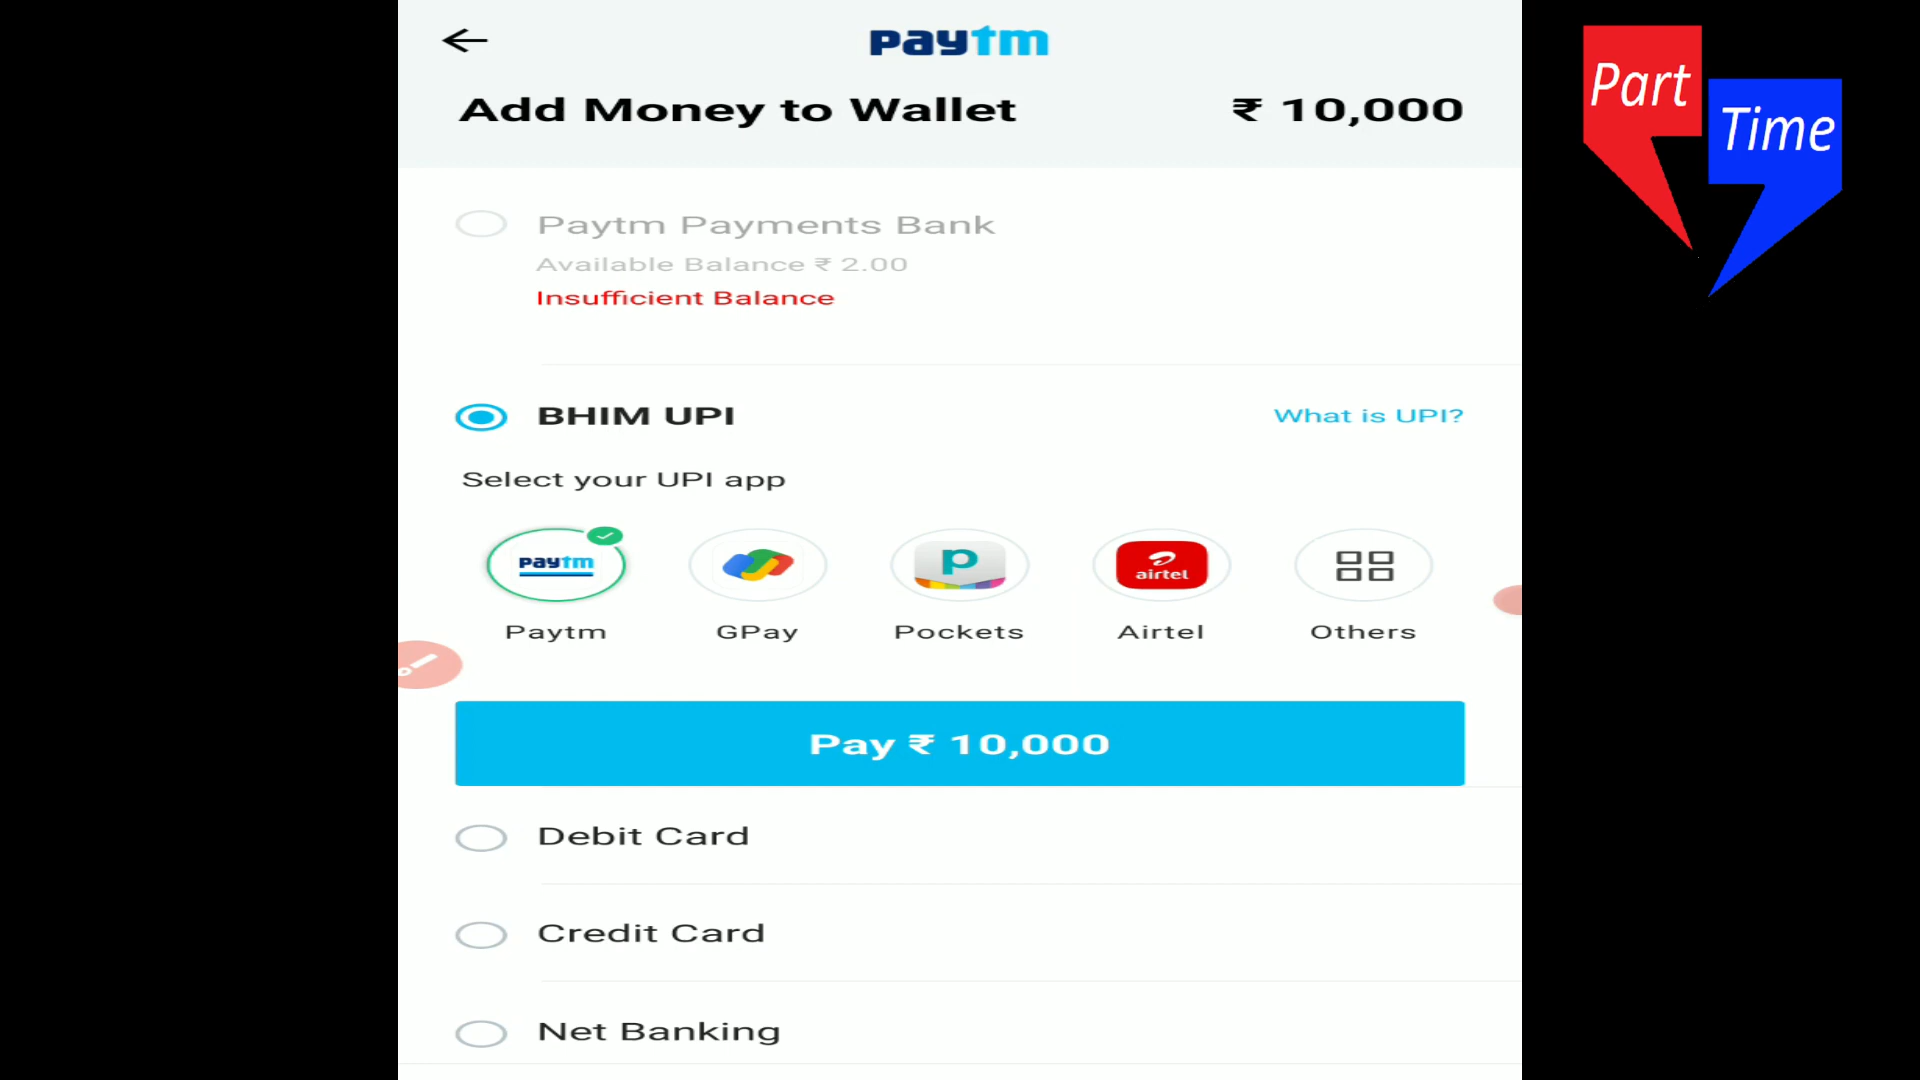 paytm
Add Money to Wallet ₹ 10,000
Part
Time
Paytm Payments Bank
Available Balance ₹ 2.00
Insufficient Balance
BHIM UPI What is UPI?
Select your UPI app
paytm
p
airtel
Paytm GPay Pockets Airtel Others
Pay ₹ 10,000
Debit Card
Credit Card
Net Banking